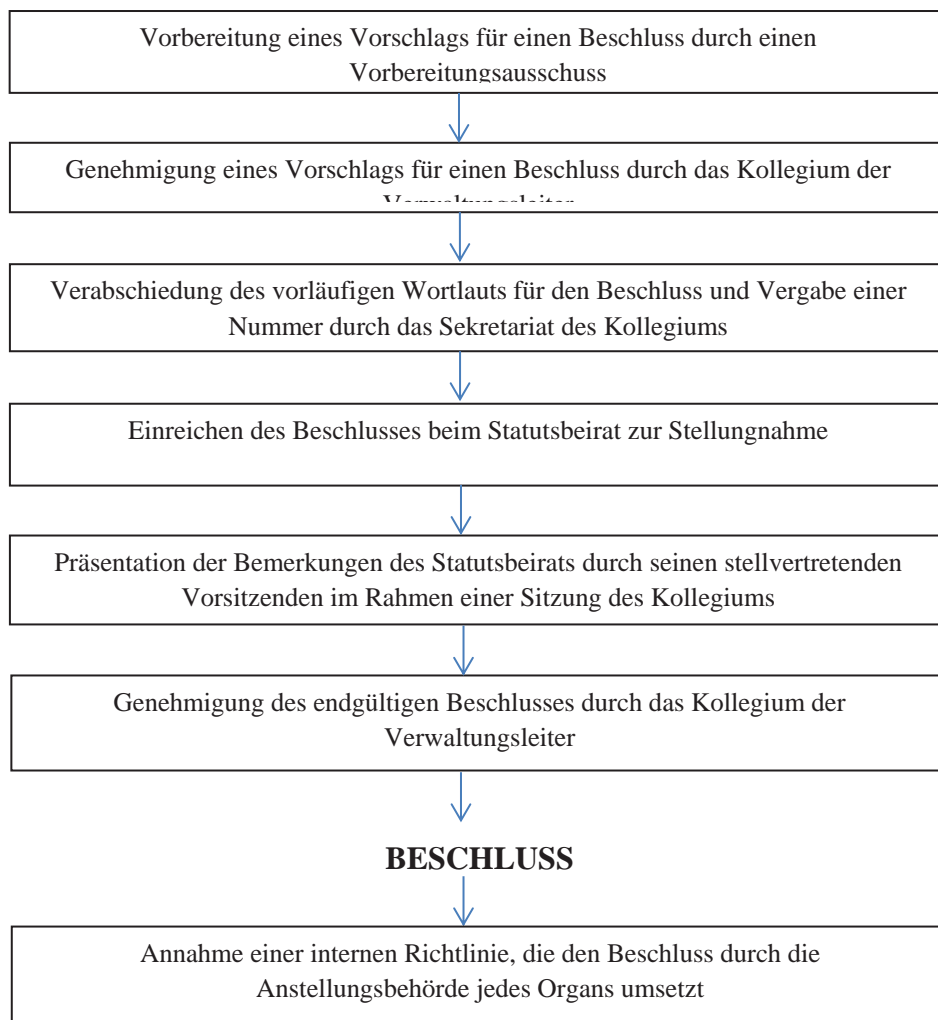 Vorbereitung eines Vorschlags für einen Beschluss durch einen
Vorbereitungsausschuss
Genehmigung eines Vorschlags für einen Beschluss durch das Kollegium der
Verwaltungsleiter
Verabschiedung des vorläufigen Wortlauts für den Beschluss und Vergabe einer
Nummer durch das Sekretariat des Kollegiums
Einreichen des Beschlusses beim Statutsbeirat zur Stellungnahme
Präsentation der Bemerkungen des Statutsbeirats durch seinen stellvertretenden
Vorsitzenden im Rahmen einer Sitzung des Kollegiums
Genehmigung des endgültigen Beschlusses durch das Kollegium der
Verwaltungsleiter
BESCHLUSS
Annahme einer internen Richtlinie, die den Beschluss durch die
Anstellungsbehörde jedes Organs umsetzt